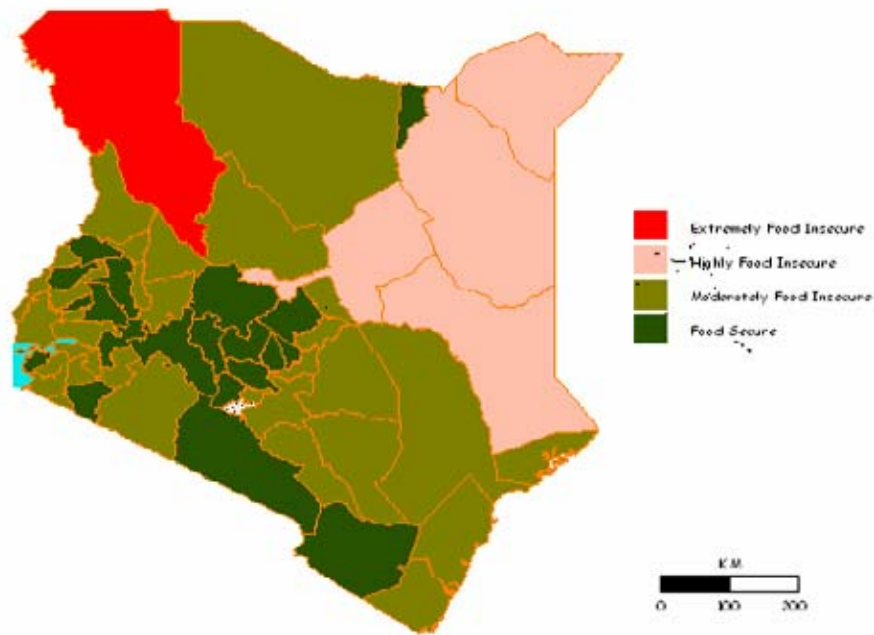 Extremely Food Insecure
Highly Food Insecure
Moderately Food Insecure
Food Secure
KM
0 100 200